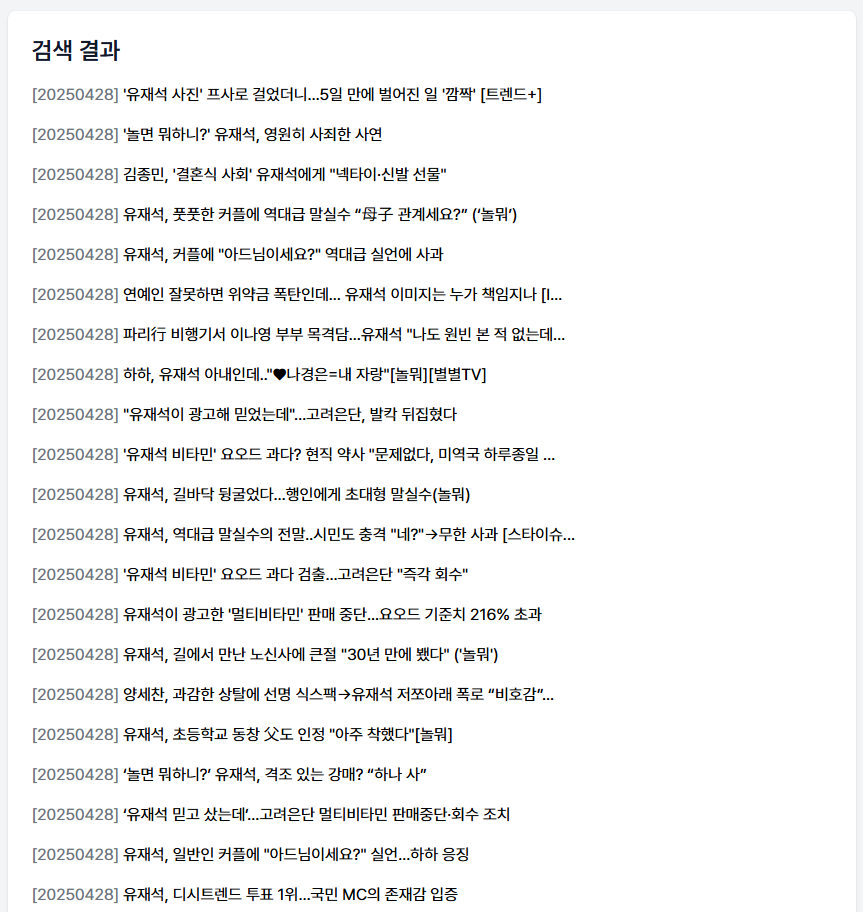 검색 결과
[20250428] '유재석 사진' 프사로 걸었더니...5일 만에 벌어진 일 '깜짝' [트렌드+]
[20250428] '놀면 뭐하니?' 유재석, 영원히 사죄한 사연
[20250428] 김종민, '결혼식 사회' 유재석에게 "넥타이·신발 선물"
[20250428] 유재석, 풋풋한 커플에 역대급 말실수 “母子 관계세요?” (‘놀뭐’)
[20250428] 유재석, 커플에 "아드님이세요?" 역대급 실언에 사과
[20250428] 연예인 잘못하면 위약금 폭탄인데... 유재석 이미지는 누가 책임지나 [I...
[20250428] 파리行 비행기서 이나영 부부 목격담...유재석 "나도 원빈 본 적 없는데...
[20250428] 하하, 유재석 아내인데.."♥나경은=내 자랑"[놀뭐][별별TV]
[20250428] "유재석이 광고해 믿었는데"...고려은단, 발칵 뒤집혔다
[20250428] '유재석 비타민' 요오드 과다? 현직 약사 "문제없다, 미역국 하루종일 ...
[20250428] 유재석, 길바닥 뒹굴었다...행인에게 초대형 말실수(놀뭐)
[20250428] 유재석, 역대급 말실수의 전말..시민도 충격 "네?"→무한 사과 [스타이슈...
[20250428] '유재석 비타민' 요오드 과다 검출...고려은단 "즉각 회수"
[20250428] 유재석이 광고한 '멀티비타민' 판매 중단...요오드 기준치 216% 초과
[20250428] 유재석, 길에서 만난 노신사에 큰절 "30년 만에 뵀다" ('놀뭐')
[20250428] 양세찬, 과감한 상탈에 선명 식스팩→유재석 저쪼아래 폭로 “비호감”...
[20250428] 유재석, 초등학교 동창 父도 인정 "아주 착했다"[놀뭐]
[20250428] ‘놀면 뭐하니?’ 유재석, 격조 있는 강매? “하나 사”
[20250428] ‘유재석 믿고 샀는데’...고려은단 멀티비타민 판매중단·회수 조치
[20250428] 유재석, 일반인 커플에 "아드님이세요?" 실언...하하 응징
[20250428] 유재석, 디시트렌드 투표 1위...국민 MC의 존재감 입증